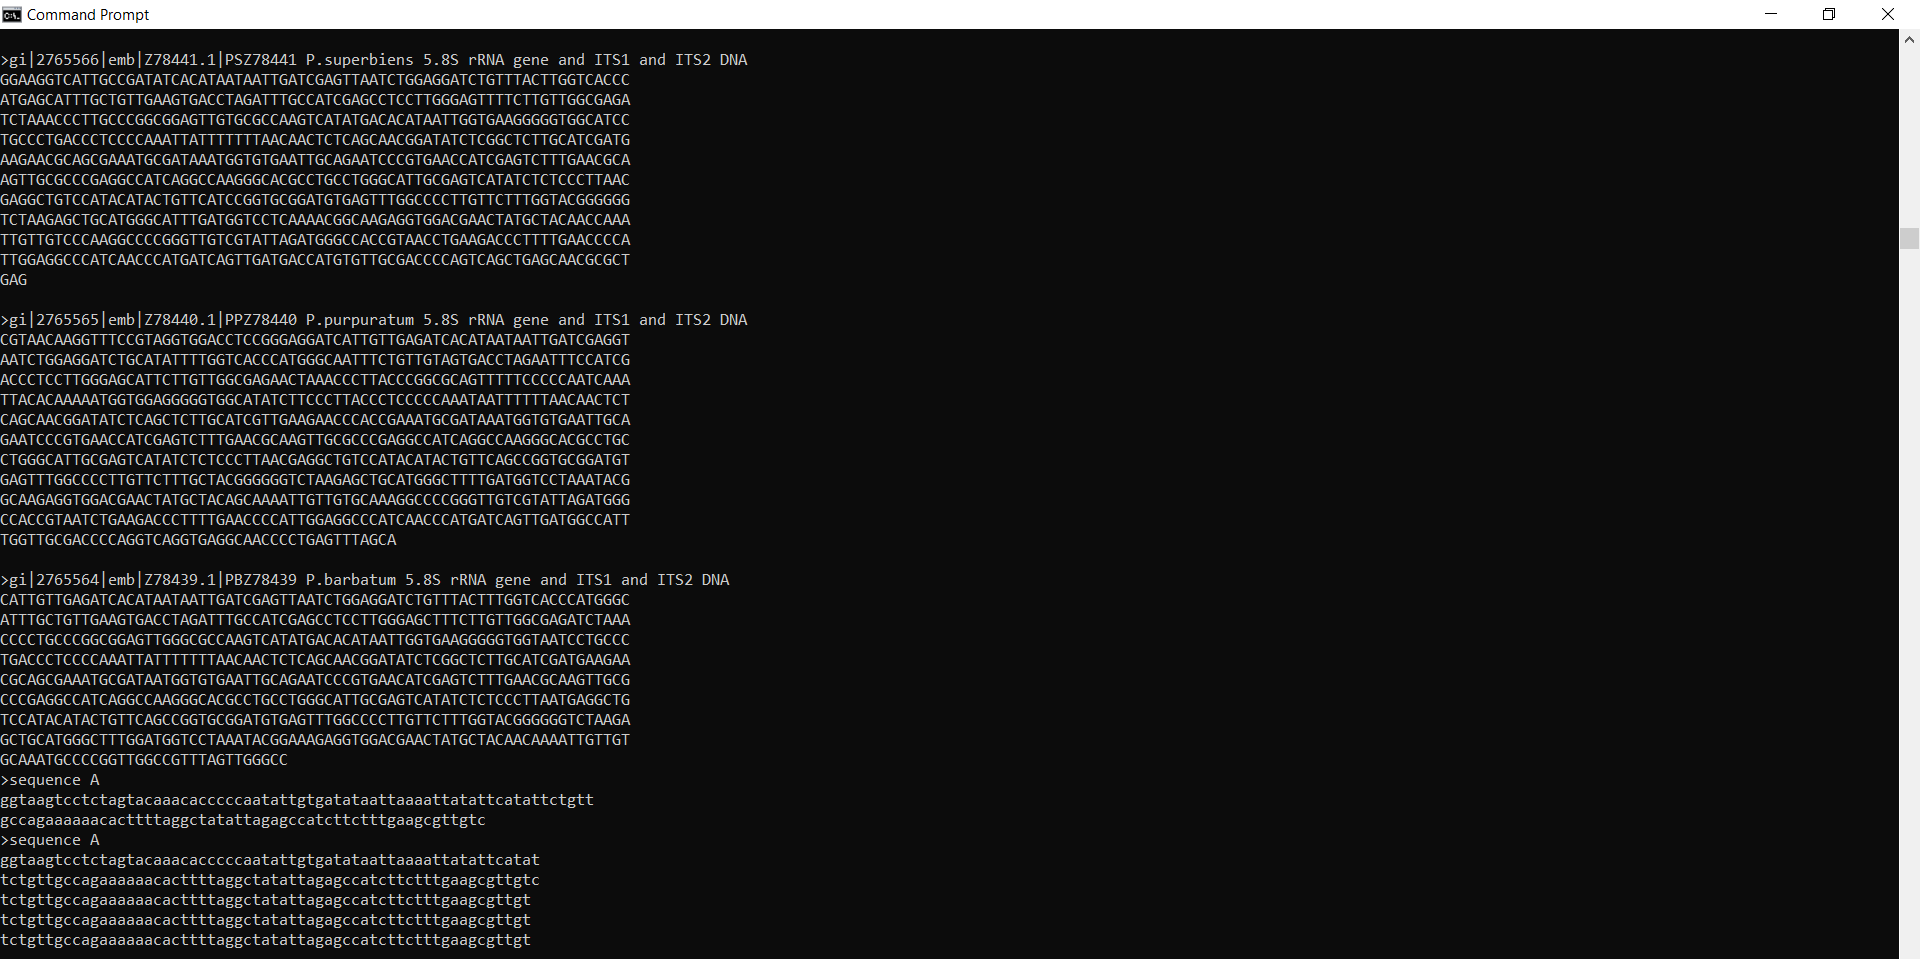 Command Prompt
>gi|2765566|emb|Z78441.1|PSZ78441 P.superbiens 5.8S rRNA gene and ITS1 and ITS2 DNA
GGAAGGTCATTGCCGATATCACATAATAATTGATCGAGTTAATCTGGAGGATCTGTTTACTTGGTCACCC
ATGAGCATTTGCTGTTGAAGTGACCTAGATTTGCCATCGAGCCTCCTTGGGAGTTTTCTTGTTGGCGAGA
TCTAAACCCTTGCCCGGCGGAGTTGTGCGCCAAGTCATATGACACATAATTGGTGAAGGGGGTGGCATCC
TGCCCTGACCCTCCCCAAATTATTTTTTTAACAACTCTCAGCAACGGATATCTCGGCTCTTGCATCGATG
AAGAACGCAGCGAAATGCGATAAATGGTGTGAATTGCAGAATCCCGTGAACCATCGAGTCTTTGAACGCA
AGTTGCGCCCGAGGCCATCAGGCCAAGGGCACGCCTGCCTGGGCATTGCGAGTCATATCTCTCCCTTAAC
GAGGCTGTCCATACATACTGTTCATCCGGTGCGGATGTGAGTTTGGCCCCTTGTTCTTTGGTACGGGGGG
TCTAAGAGCTGCATGGGCATTTGATGGTCCTCAAAACGGCAAGAGGTGGACGAACTATGCTACAACCAAA
TTGTTGTCCCAAGGCCCCGGGTTGTCGTATTAGATGGGCCACCGTAACCTGAAGACCCTTTTGAACCCCA
TTGGAGGCCCATCAACCCATGATCAGTTGATGACCATGTGTTGCGACCCCAGTCAGCTGAGCAACGCGCT
GAG
>gi|2765565|emb|Z78440.1|PPZ78440 P.purpuratum 5.8S rRNA gene and ITS1 and ITS2 DNA
CGTAACAAGGTTTCCGTAGGTGGACCTCCGGGAGGATCATTGTTGAGATCACATAATAATTGATCGAGGT
AATCTGGAGGATCTGCATATTTTGGTCACCCATGGGCAATTTCTGTTGTAGTGACCTAGAATTTCCATCG
ACCCTCCTTGGGAGCATTCTTGTTGGCGAGAACTAAACCCTTACCCGGCGCAGTTTTTCCCCCAATCAAA
TTACACAAAAATGGTGGAGGGGGTGGCATATCTTCCCTTACCCTCCCCCAAATAATTTTTTAACAACTCT
CAGCAACGGATATCTCAGCTCTTGCATCGTTGAAGAACCCACCGAAATGCGATAAATGGTGTGAATTGCA
GAATCCCGTGAACCATCGAGTCTTTGAACGCAAGTTGCGCCCGAGGCCATCAGGCCAAGGGCACGCCTGC
CTGGGCATTGCGAGTCATATCTCTCCCTTAACGAGGCTGTCCATACATACTGTTCAGCCGGTGCGGATGT
GAGTTTGGCCCCTTGTTCTTTGCTACGGGGGGTCTAAGAGCTGCATGGGCTTTTGATGGTCCTAAATACG
GCAAGAGGTGGACGAACTATGCTACAGCAAAATTGTTGTGCAAAGGCCCCGGGTTGTCGTATTAGATGGG
CCACCGTAATCTGAAGACCCTTTTGAACCCCATTGGAGGCCCATCAACCCATGATCAGTTGATGGCCATT
TGGTTGCGACCCCAGGTCAGGTGAGGCAACCCCTGAGTTTAGCA
>gi|2765564|emb|Z78439.1|PBZ78439 P.barbatum 5.8S rRNA gene and ITS1 and ITS2 DNA
CATTGTTGAGATCACATAATAATTGATCGAGTTAATCTGGAGGATCTGTTTACTTTGGTCACCCATGGGC
ATTTGCTGTTGAAGTGACCTAGATTTGCCATCGAGCCTCCTTGGGAGCTTTCTTGTTGGCGAGATCTAAA
CCCCTGCCCGGCGGAGTTGGGCGCCAAGTCATATGACACATAATTGGTGAAGGGGGTGGTAATCCTGCCC
TGACCCTCCCCAAATTATTTTTTTAACAACTCTCAGCAACGGATATCTCGGCTCTTGCATCGATGAAGAA
CGCAGCGAAATGCGATAATGGTGTGAATTGCAGAATCCCGTGAACATCGAGTCTTTGAACGCAAGTTGCG
CCCGAGGCCATCAGGCCAAGGGCACGCCTGCCTGGGCATTGCGAGTCATATCTCTCCCTTAATGAGGCTG
TCCATACATACTGTTCAGCCGGTGCGGATGTGAGTTTGGCCCCTTGTTCTTTGGTACGGGGGGTCTAAGA
GCTGCATGGGCTTTGGATGGTCCTAAATACGGAAAGAGGTGGACGAACTATGCTACAACAAAATTGTTGT
GCAAATGCCCCGGTTGGCCGTTTAGTTGGGCC
>sequence A
ggtaagtcctctagtacaaacacccccaatattgtgatataattaaaattatattcatattctgtt
gccagaaaaaacacttttaggctatattagagccatcttctttgaagcgttgtc
>sequence A
ggtaagtcctctagtacaaacacccccaatattgtgatataattaaaattatattcatat
tctgttgccagaaaaaacacttttaggctatattagagccatcttctttgaagcgttgtc
tctgttgccagaaaaaacacttttaggctatattagagccatcttctttgaagcgttgt
tctgttgccagaaaaaacacttttaggctatattagagccatcttctttgaagcgttgt
tctgttgccagaaaaaacacttttaggctatattagagccatcttctttgaagcgttgt